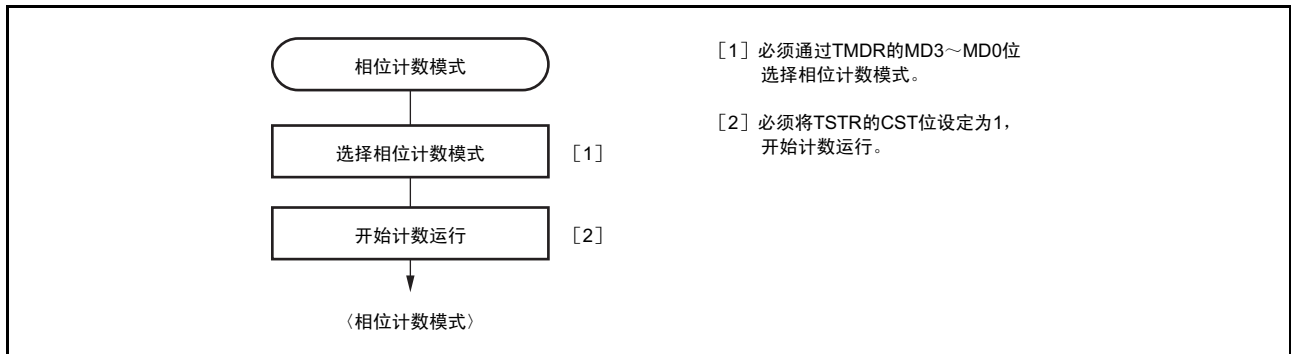 相位计数模式
选择相位计数模式 ［1］
开始计数运行 ［2］
〈相位计数模式〉
［1］必须通过TMDR的MD3～MD0位
选择相位计数模式。
［2］必须将TSTR的CST位设定为1，
开始计数运行。